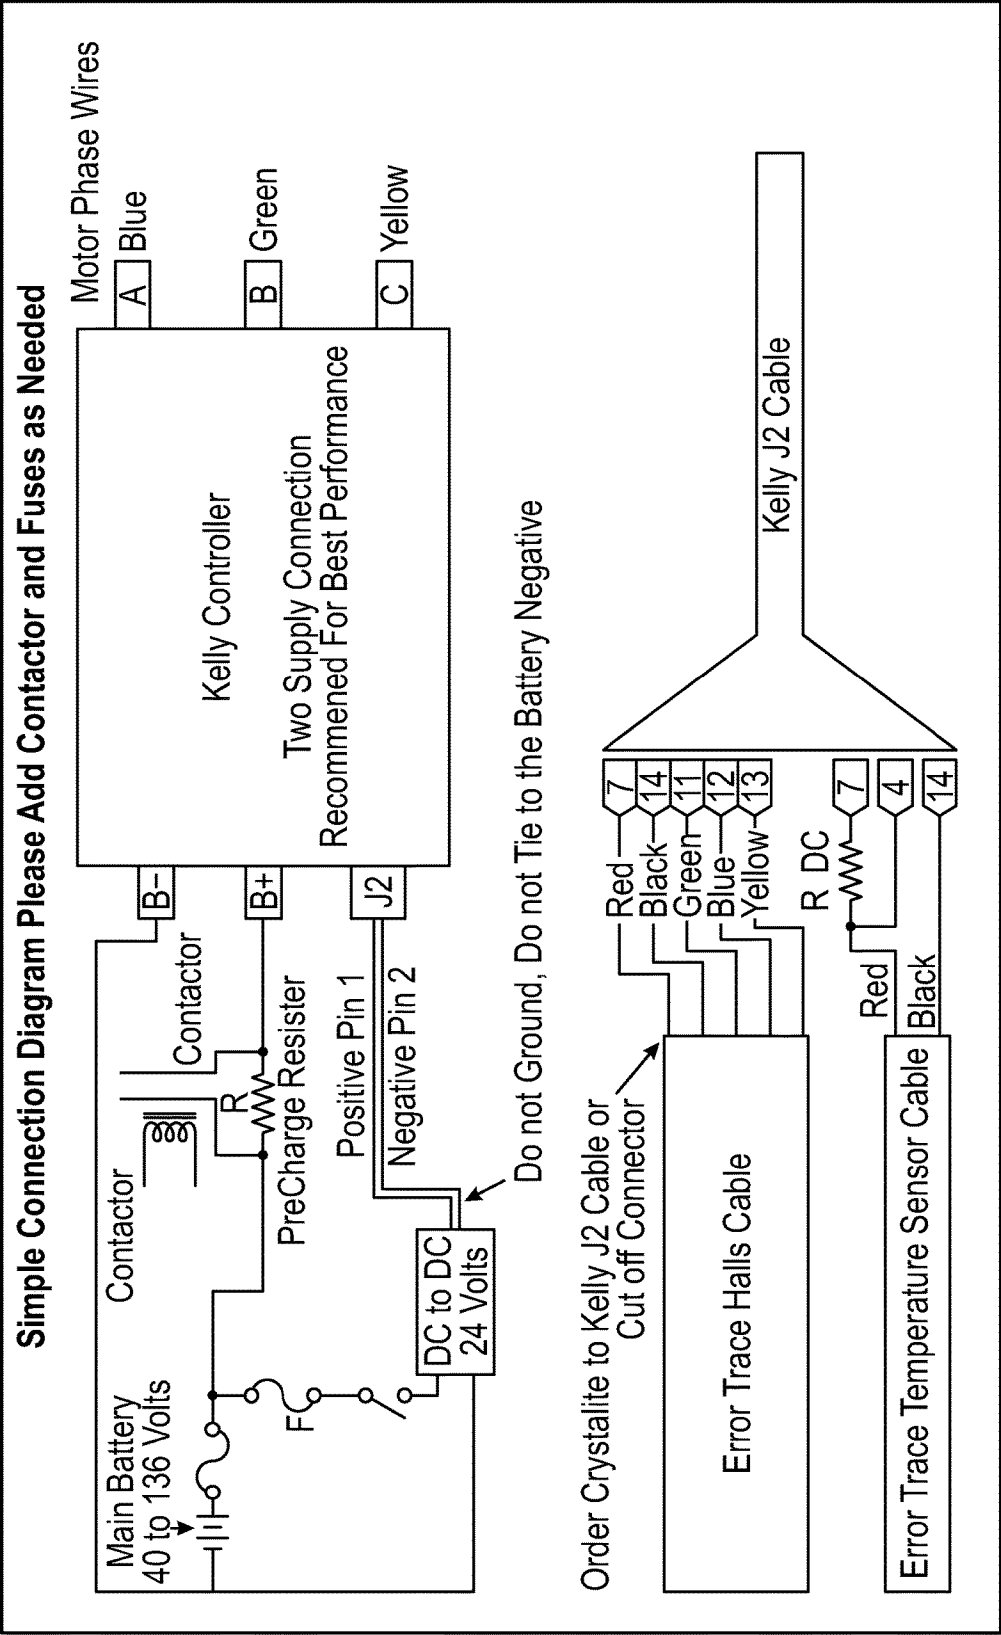 Simple Connection Diagram Please Add Contactor and Fuses as Needed
Motor Phase Wires
Main Battery
40 to 136 Volts
Contactor
Contactor
R
PreCharge Resister
F
B–
B+
J2
Kelly Controller
Two Supply Connection
Recommened For Best Performance
A
Blue
B
Green
C
Yellow
Positive Pin 1
Negative Pin 2
DC to DC
24 Volts
Do not Ground, Do not Tie to the Battery Negative
Order Crystalite to Kelly J2 Cable or
Cut off Connector
Error Trace Halls Cable
Red
7
Black
14
Green
11
Blue
12
Yellow
13
Kelly J2 Cable
Error Trace Temperature Sensor Cable
Red
Black
R DC
7
4
14